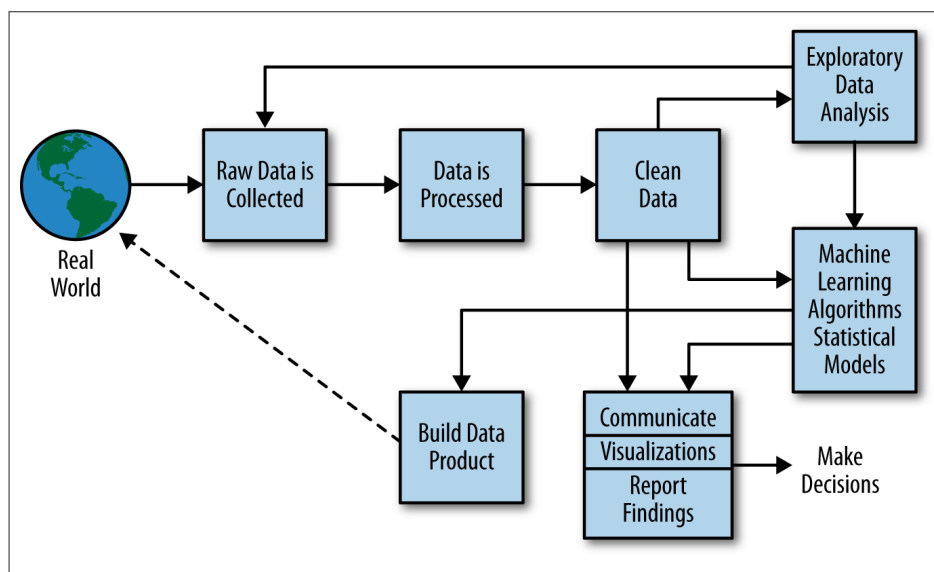 Exploratory
Data
Analysis
Raw Data is
Collected
Data is
Processed
Clean
Data
Real
World
Machine
Learning
Algorithms
Statistical
Models
Build Data
Product
Communicate
Visualizations
Report
Findings
Make
Decisions